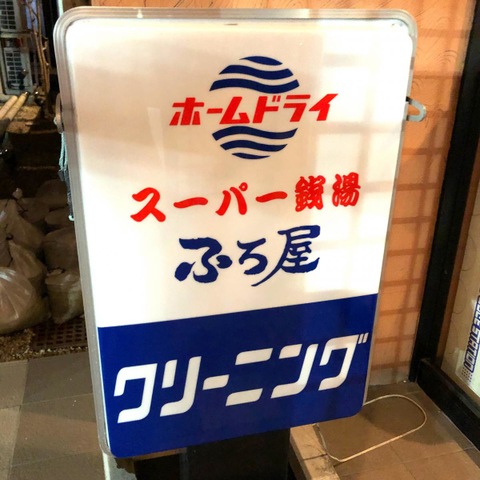 ホームドライ
スーパー銭湯
ふろ屋
クリーニング